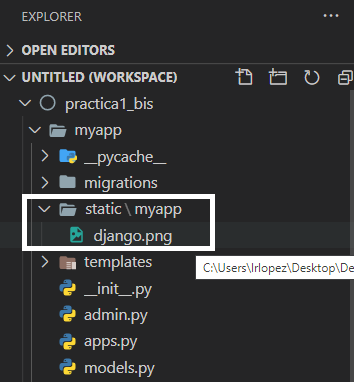 EXPLORER
OPEN EDITORS
UNTITLED (WORKSPACE)
practica1_bis
myapp
__pycache__
migrations
static \ myapp
django.png
templates
C:\Users\lrlopez\Desktop\De
__init__.py
admin.py
apps.py
models.py